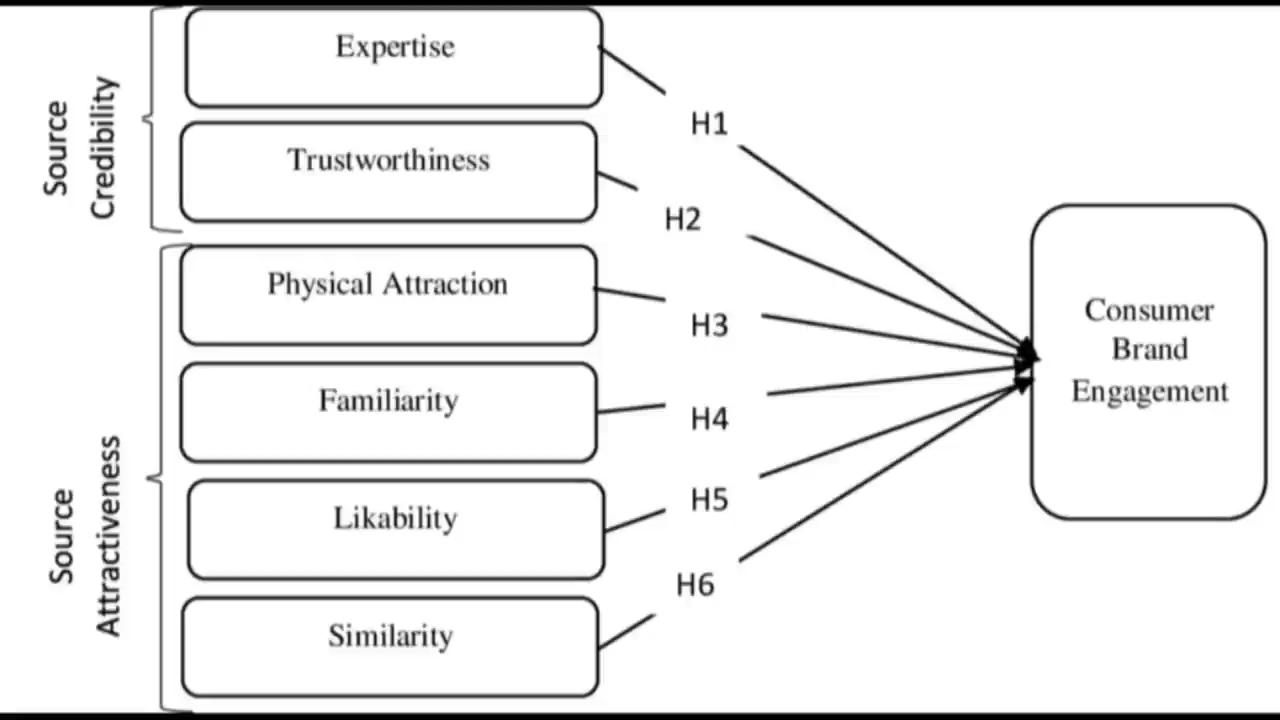 Source
Credibility
Expertise
Trustworthiness
Source
Attractiveness
Physical Attraction
Familiarity
Likability
Similarity
H1
H2
H3
H4
H5
H6
Consumer
Brand
Engagement